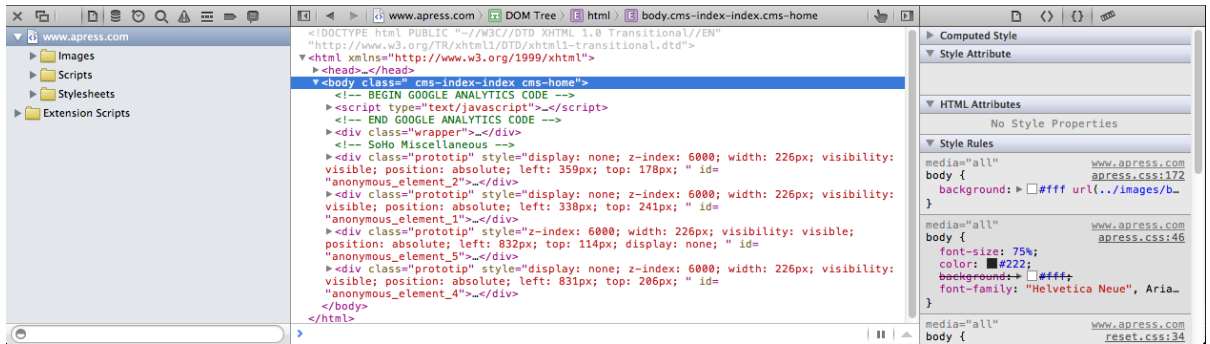 www.apress.com DOM Tree html body.cms-index-index.cms-home
www.apress.com
Images
Scripts
Stylesheets
Extension Scripts
<!DOCTYPE html PUBLIC "-//W3C//DTD XHTML 1.0 Transitional//EN"
"http://www.w3.org/TR/xhtml1/DTD/xhtml1-transitional.dtd">
<html xmlns="http://www.w3.org/1999/xhtml">
<head>…</head>
<body class=" cms-index-index cms-home">
<!-- BEGIN GOOGLE ANALYTICS CODE -->
<script type="text/javascript">…</script>
<!-- END GOOGLE ANALYTICS CODE -->
<div class="wrapper">…</div>
<!-- SoHo Miscellaneous -->
<div class="prototip" style="display: none; z-index: 6000; width: 226px; visibility:
visible; position: absolute; left: 359px; top: 178px; " id=
"anonymous_element_2">…</div>
<div class="prototip" style="display: none; z-index: 6000; width: 226px; visibility:
visible; position: absolute; left: 338px; top: 241px; " id=
"anonymous_element_1">…</div>
<div class="prototip" style="z-index: 6000; width: 226px; visibility: visible;
position: absolute; left: 832px; top: 114px; display: none; " id=
"anonymous_element_5">…</div>
<div class="prototip" style="display: none; z-index: 6000; width: 226px; visibility:
visible; position: absolute; left: 831px; top: 206px; " id=
"anonymous_element_4">…</div>
</body>
</html>
Computed Style
Style Attribute
HTML Attributes
No Style Properties
Style Rules
media="all" www.apress.com
body { apress.css:172
background: #fff url(../images/b…
}
media="all" www.apress.com
body { apress.css:46
font-size: 75%;
color: #222;
background: #fff;
font-family: "Helvetica Neue", Aria…
}
media="all" www.apress.com
body { reset.css:34